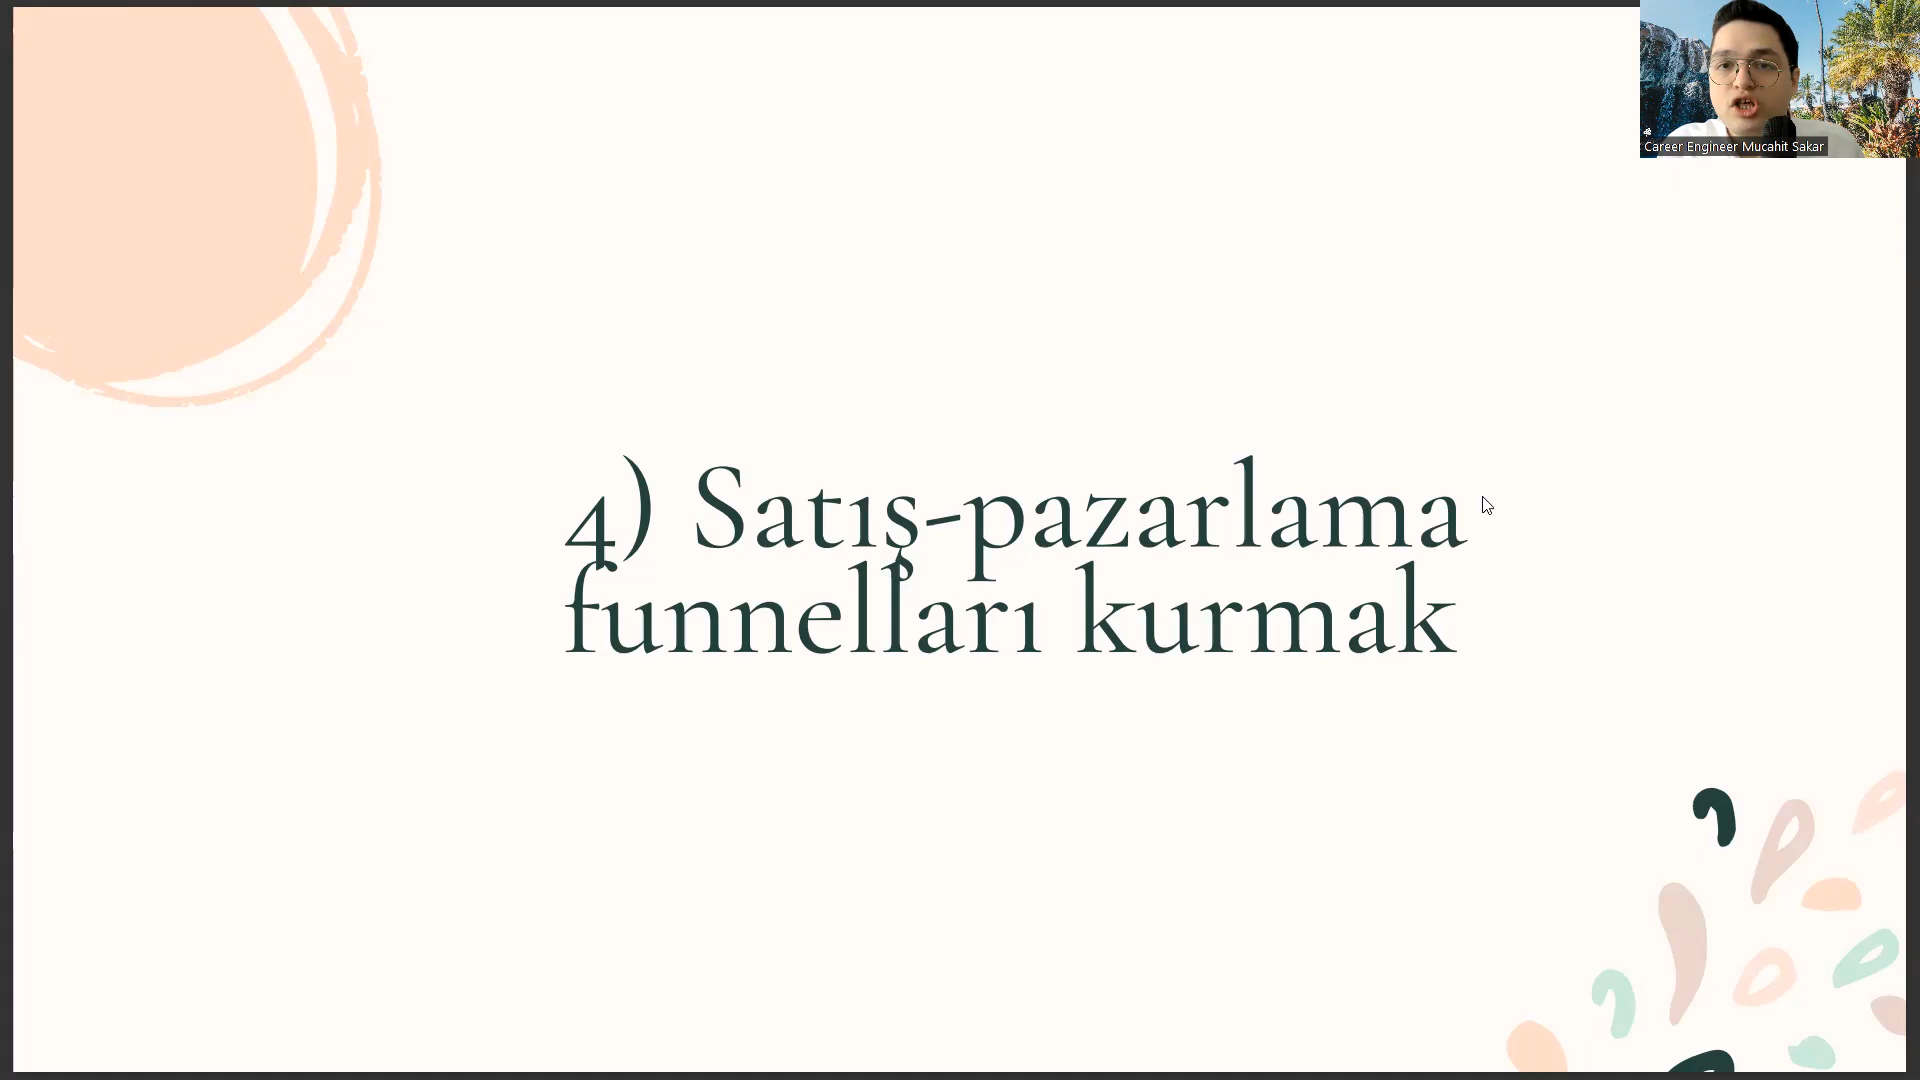 Career Engineer Mucahit Sakar
4) Satış-pazarlama
funnelları kurmak